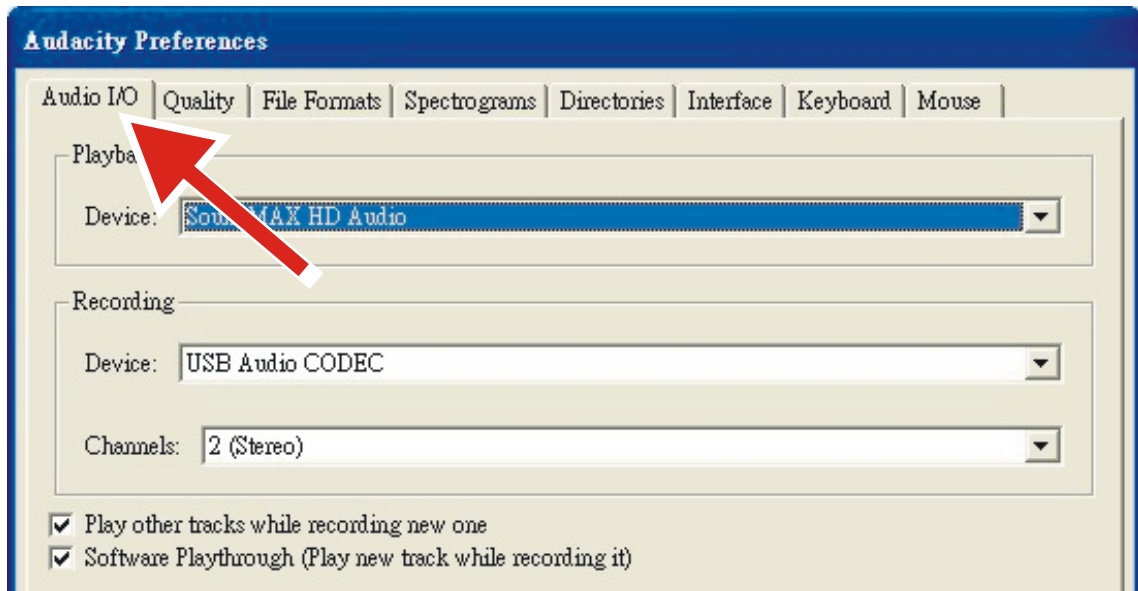 Audacity Preferences
Audio I/O Quality File Formats Spectrograms Directories Interface Keyboard Mouse
Device: MAX HD Audio
Recording
Device: USB Audio CODEC
Channels: 2 (Stereo)
Play other tracks while recording new one
Software Playthrough (Play new track while recording it)